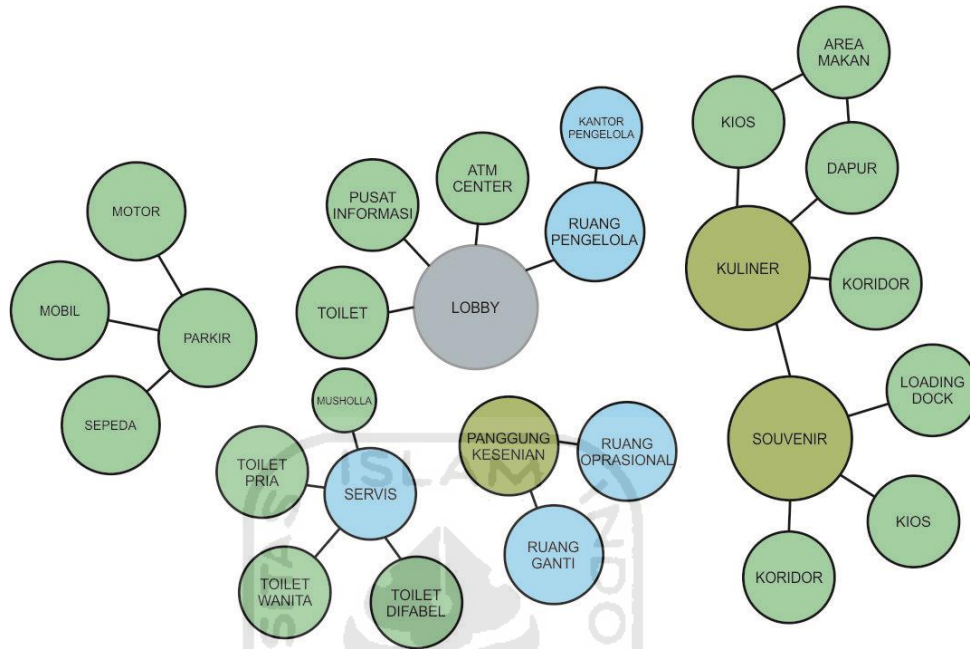 AREA
MAKAN
KIOS
DAPUR
KULINER
KORIDOR
LOADING
DOCK
SOUVENIR
KIOS
KORIDOR
KANTOR
PENGELOLA
RUANG
PENGELOLA
ATM
CENTER
PUSAT
INFORMASI
TOILET
LOBBY
MOTOR
MOBIL
PARKIR
SEPEDA
MUSHOLLA
TOILET
PRIA
SERVIS
TOILET
WANITA
TOILET
DIFABEL
PANGGUNG
KESENIAN
RUANG
OPRASIONAL
RUANG
GANTI
ISLAM